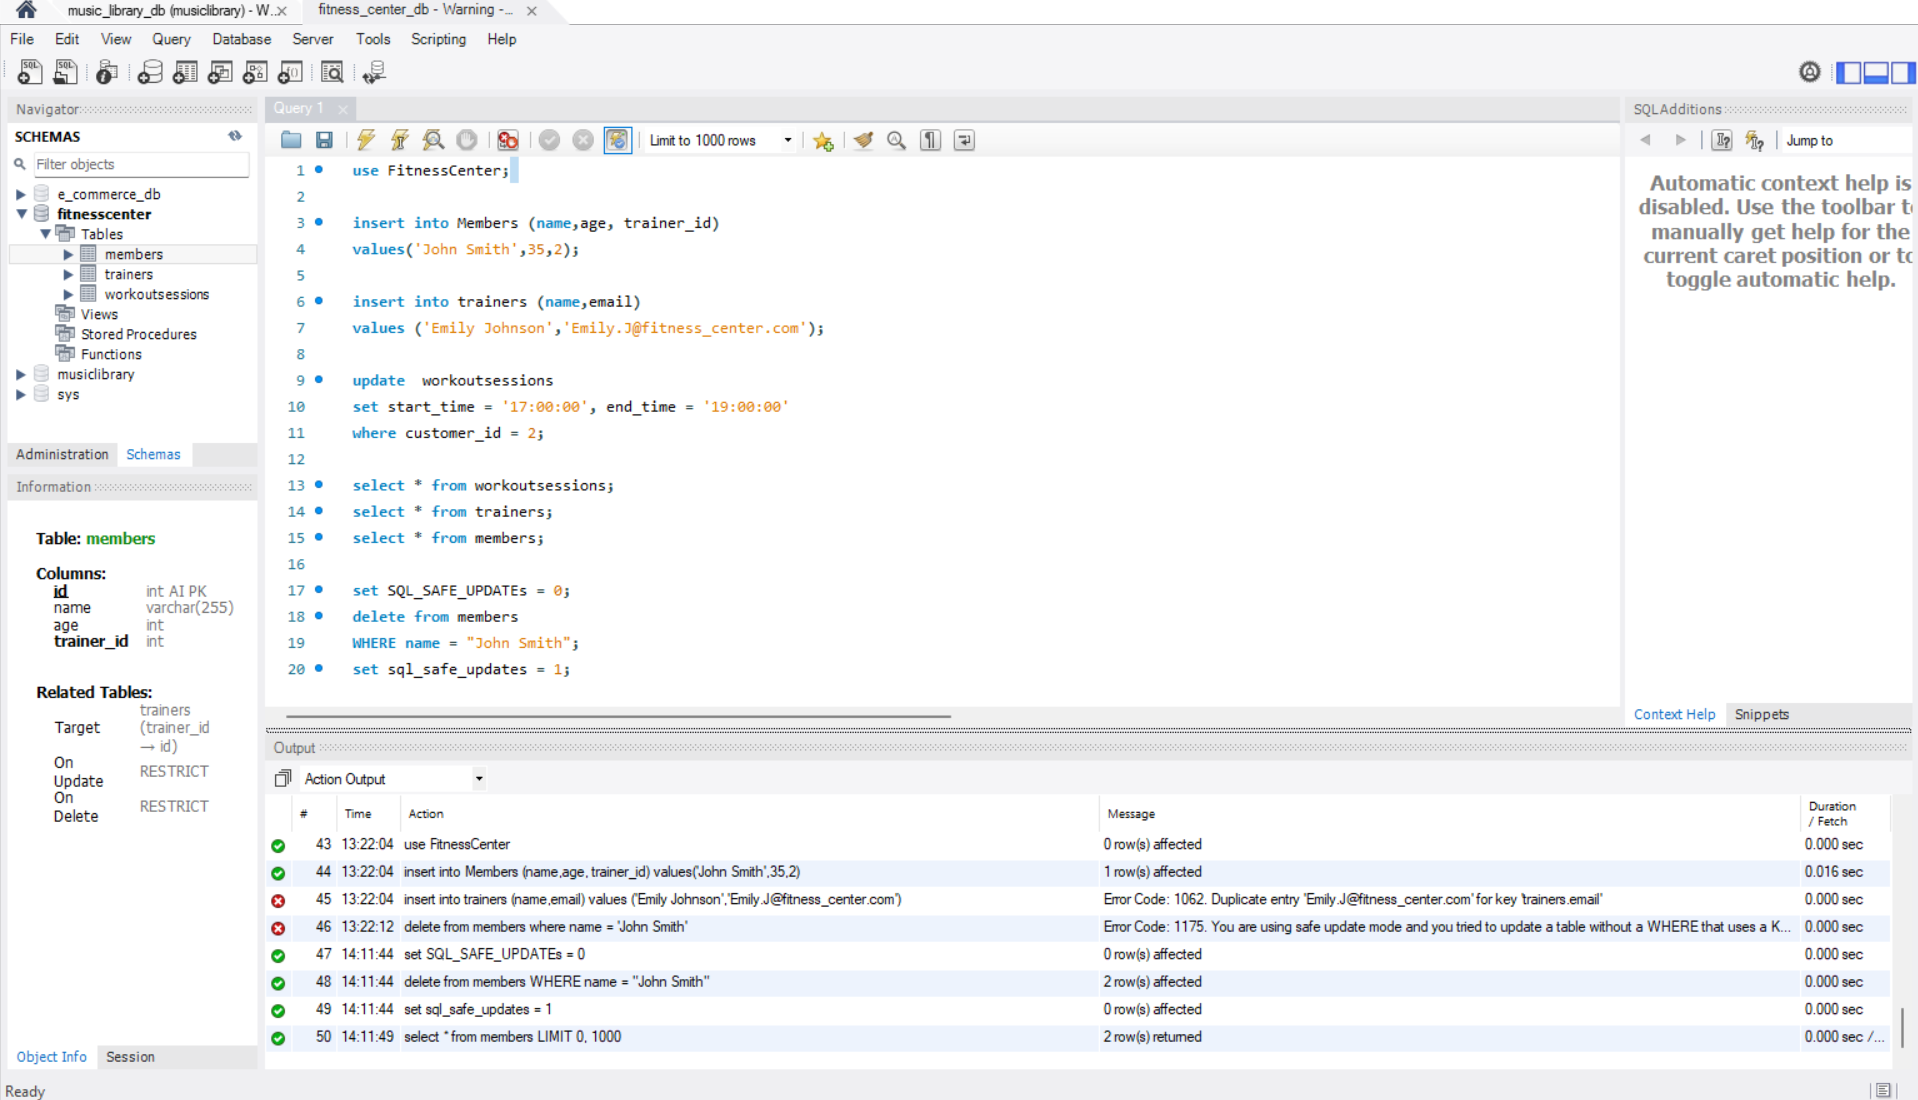 music_library_db (musiclibrary) - W...
fitness_center_db - Warning -...
File Edit View Query Database Server Tools Scripting Help
Navigator
SCHEMAS
Filter objects
e_commerce_db
fitnesscenter
Tables
members
trainers
workoutsessions
Views
Stored Procedures
Functions
musiclibrary
sys
Administration Schemas
Information
Table: members
Columns:
id int AI PK
name varchar(255)
age int
trainer_id int
Related Tables:
Target trainers (trainer_id → id)
On Update RESTRICT
On Delete RESTRICT
Object Info Session
Ready
Query 1
Limit to 1000 rows
1 use FitnessCenter;
2
3 insert into Members (name,age, trainer_id)
4 values('John Smith',35,2);
5
6 insert into trainers (name,email)
7 values ('Emily Johnson','Emily.J@fitness_center.com');
8
9 update  workoutsessions
10 set start_time = '17:00:00', end_time = '19:00:00'
11 where customer_id = 2;
12
13 select * from workoutsessions;
14 select * from trainers;
15 select * from members;
16
17 set SQL_SAFE_UPDATEs = 0;
18 delete from members
19 WHERE name = "John Smith";
20 set sql_safe_updates = 1;
SQLAdditions
Jump to
Automatic context help is
disabled. Use the toolbar t
manually get help for the
current caret position or to
toggle automatic help.
Context Help Snippets
Output
Action Output
# Time Action Message Duration / Fetch
43 13:22:04 use FitnessCenter 0 row(s) affected 0.000 sec
44 13:22:04 insert into Members (name,age, trainer_id) values('John Smith',35,2) 1 row(s) affected 0.016 sec
45 13:22:04 insert into trainers (name,email) values ('Emily Johnson','Emily.J@fitness_center.com') Error Code: 1062. Duplicate entry 'Emily.J@fitness_center.com' for key 'trainers.email' 0.000 sec
46 13:22:12 delete from members where name = 'John Smith' Error Code: 1175. You are using safe update mode and you tried to update a table without a WHERE that uses a K... 0.000 sec
47 14:11:44 set SQL_SAFE_UPDATEs = 0 0 row(s) affected 0.000 sec
48 14:11:44 delete from members WHERE name = "John Smith" 2 row(s) affected 0.000 sec
49 14:11:44 set sql_safe_updates = 1 0 row(s) affected 0.000 sec
50 14:11:49 select * from members LIMIT 0, 1000 2 row(s) returned 0.000 sec /...